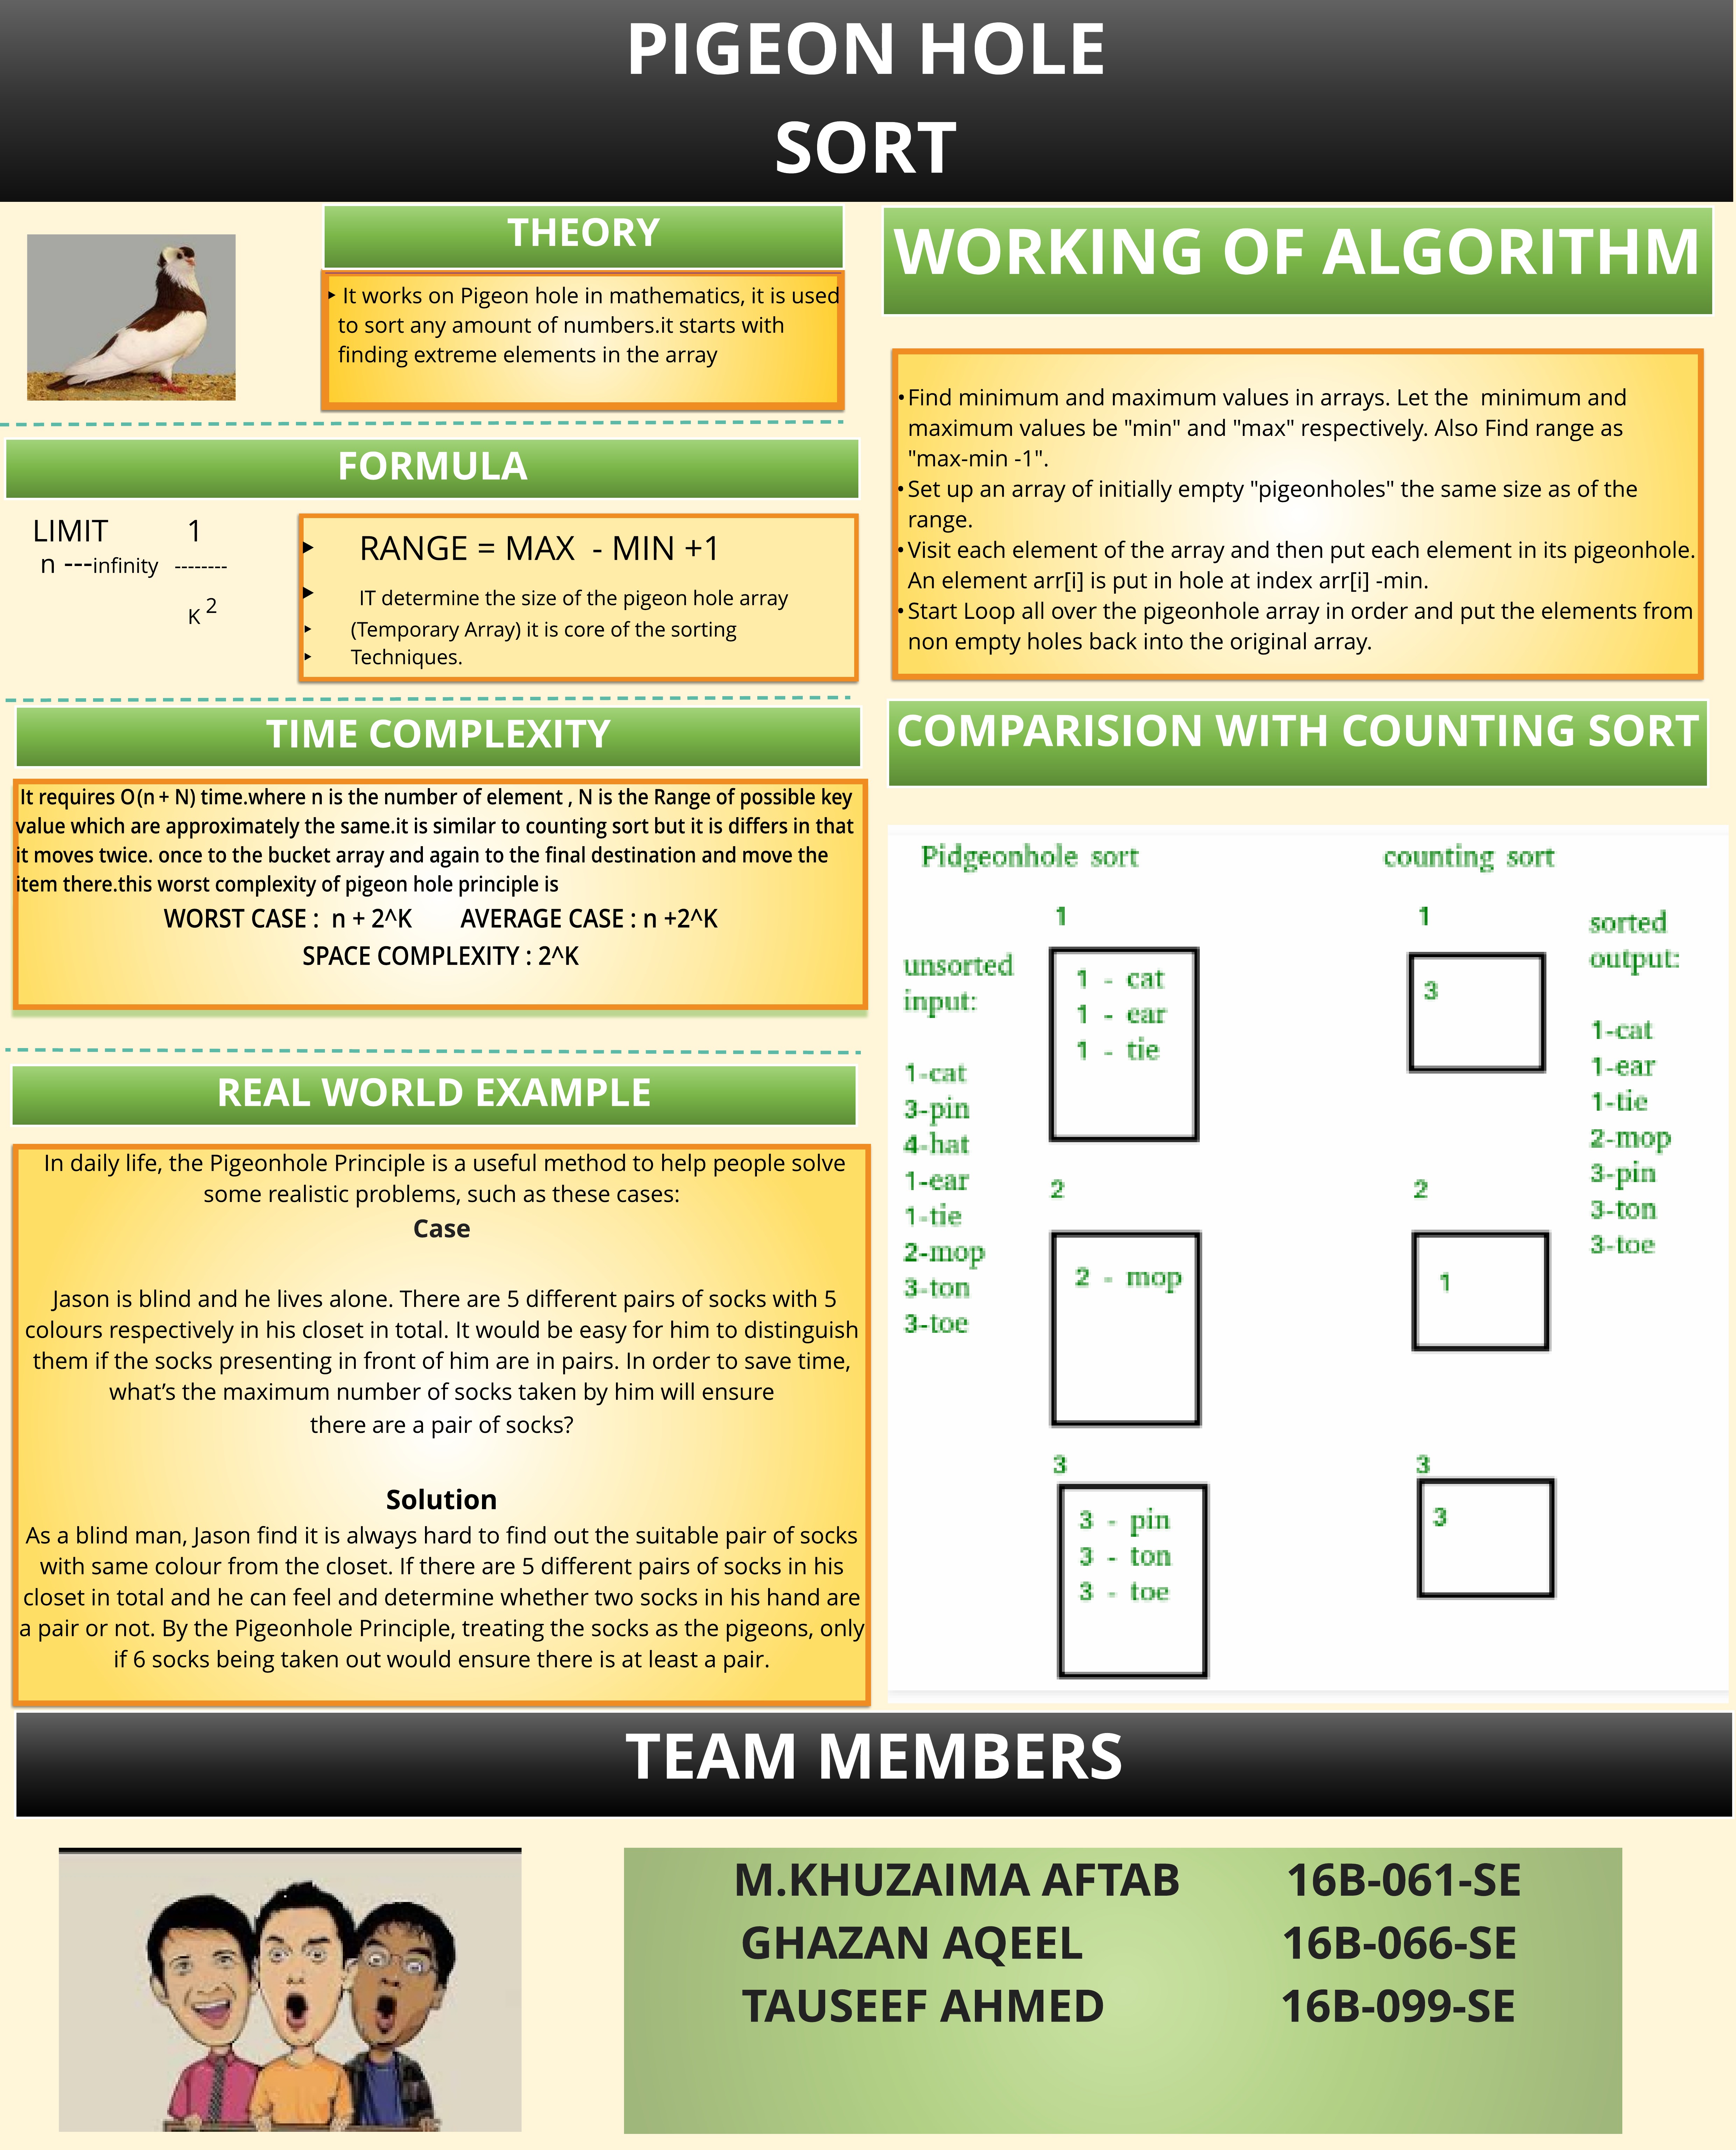 PIGEON HOLE
SORT
THEORY
‣ It works on Pigeon hole in mathematics, it is used
to sort any amount of numbers.it starts with
finding extreme elements in the array
FORMULA
LIMIT 1
n ---infinity --------
K 2
‣ RANGE = MAX - MIN +1
‣ IT determine the size of the pigeon hole array
‣ (Temporary Array) it is core of the sorting
‣ Techniques.
TIME COMPLEXITY
It requires O(n + N) time.where n is the number of element , N is the Range of possible key
value which are approximately the same.it is similar to counting sort but it is differs in that
it moves twice. once to the bucket array and again to the final destination and move the
item there.this worst complexity of pigeon hole principle is
WORST CASE : n + 2^K AVERAGE CASE : n +2^K
SPACE COMPLEXITY : 2^K
REAL WORLD EXAMPLE
In daily life, the Pigeonhole Principle is a useful method to help people solve
some realistic problems, such as these cases:
Case
Jason is blind and he lives alone. There are 5 different pairs of socks with 5
colours respectively in his closet in total. It would be easy for him to distinguish
them if the socks presenting in front of him are in pairs. In order to save time,
what’s the maximum number of socks taken by him will ensure
there are a pair of socks?
Solution
As a blind man, Jason find it is always hard to find out the suitable pair of socks
with same colour from the closet. If there are 5 different pairs of socks in his
closet in total and he can feel and determine whether two socks in his hand are
a pair or not. By the Pigeonhole Principle, treating the socks as the pigeons, only
if 6 socks being taken out would ensure there is at least a pair.
WORKING OF ALGORITHM
•Find minimum and maximum values in arrays. Let the minimum and
maximum values be "min" and "max" respectively. Also Find range as
"max-min -1".
•Set up an array of initially empty "pigeonholes" the same size as of the
range.
•Visit each element of the array and then put each element in its pigeonhole.
An element arr[i] is put in hole at index arr[i] -min.
•Start Loop all over the pigeonhole array in order and put the elements from
non empty holes back into the original array.
COMPARISION WITH COUNTING SORT
Pidgeonhole sort
unsorted
input:
1-cat
3-pin
4-hat
1-ear
1-tie
2-mop
3-ton
3-toe
1
1 - cat
1 - ear
1 - tie
2
2 - mop
3
3 - pin
3 - ton
3 - toe
counting sort
1
3
2
1
3
3
sorted
output:
1-cat
1-ear
1-tie
2-mop
3-pin
3-ton
3-toe
TEAM MEMBERS
M.KHUZAIMA AFTAB 16B-061-SE
GHAZAN AQEEL 16B-066-SE
TAUSEEF AHMED 16B-099-SE